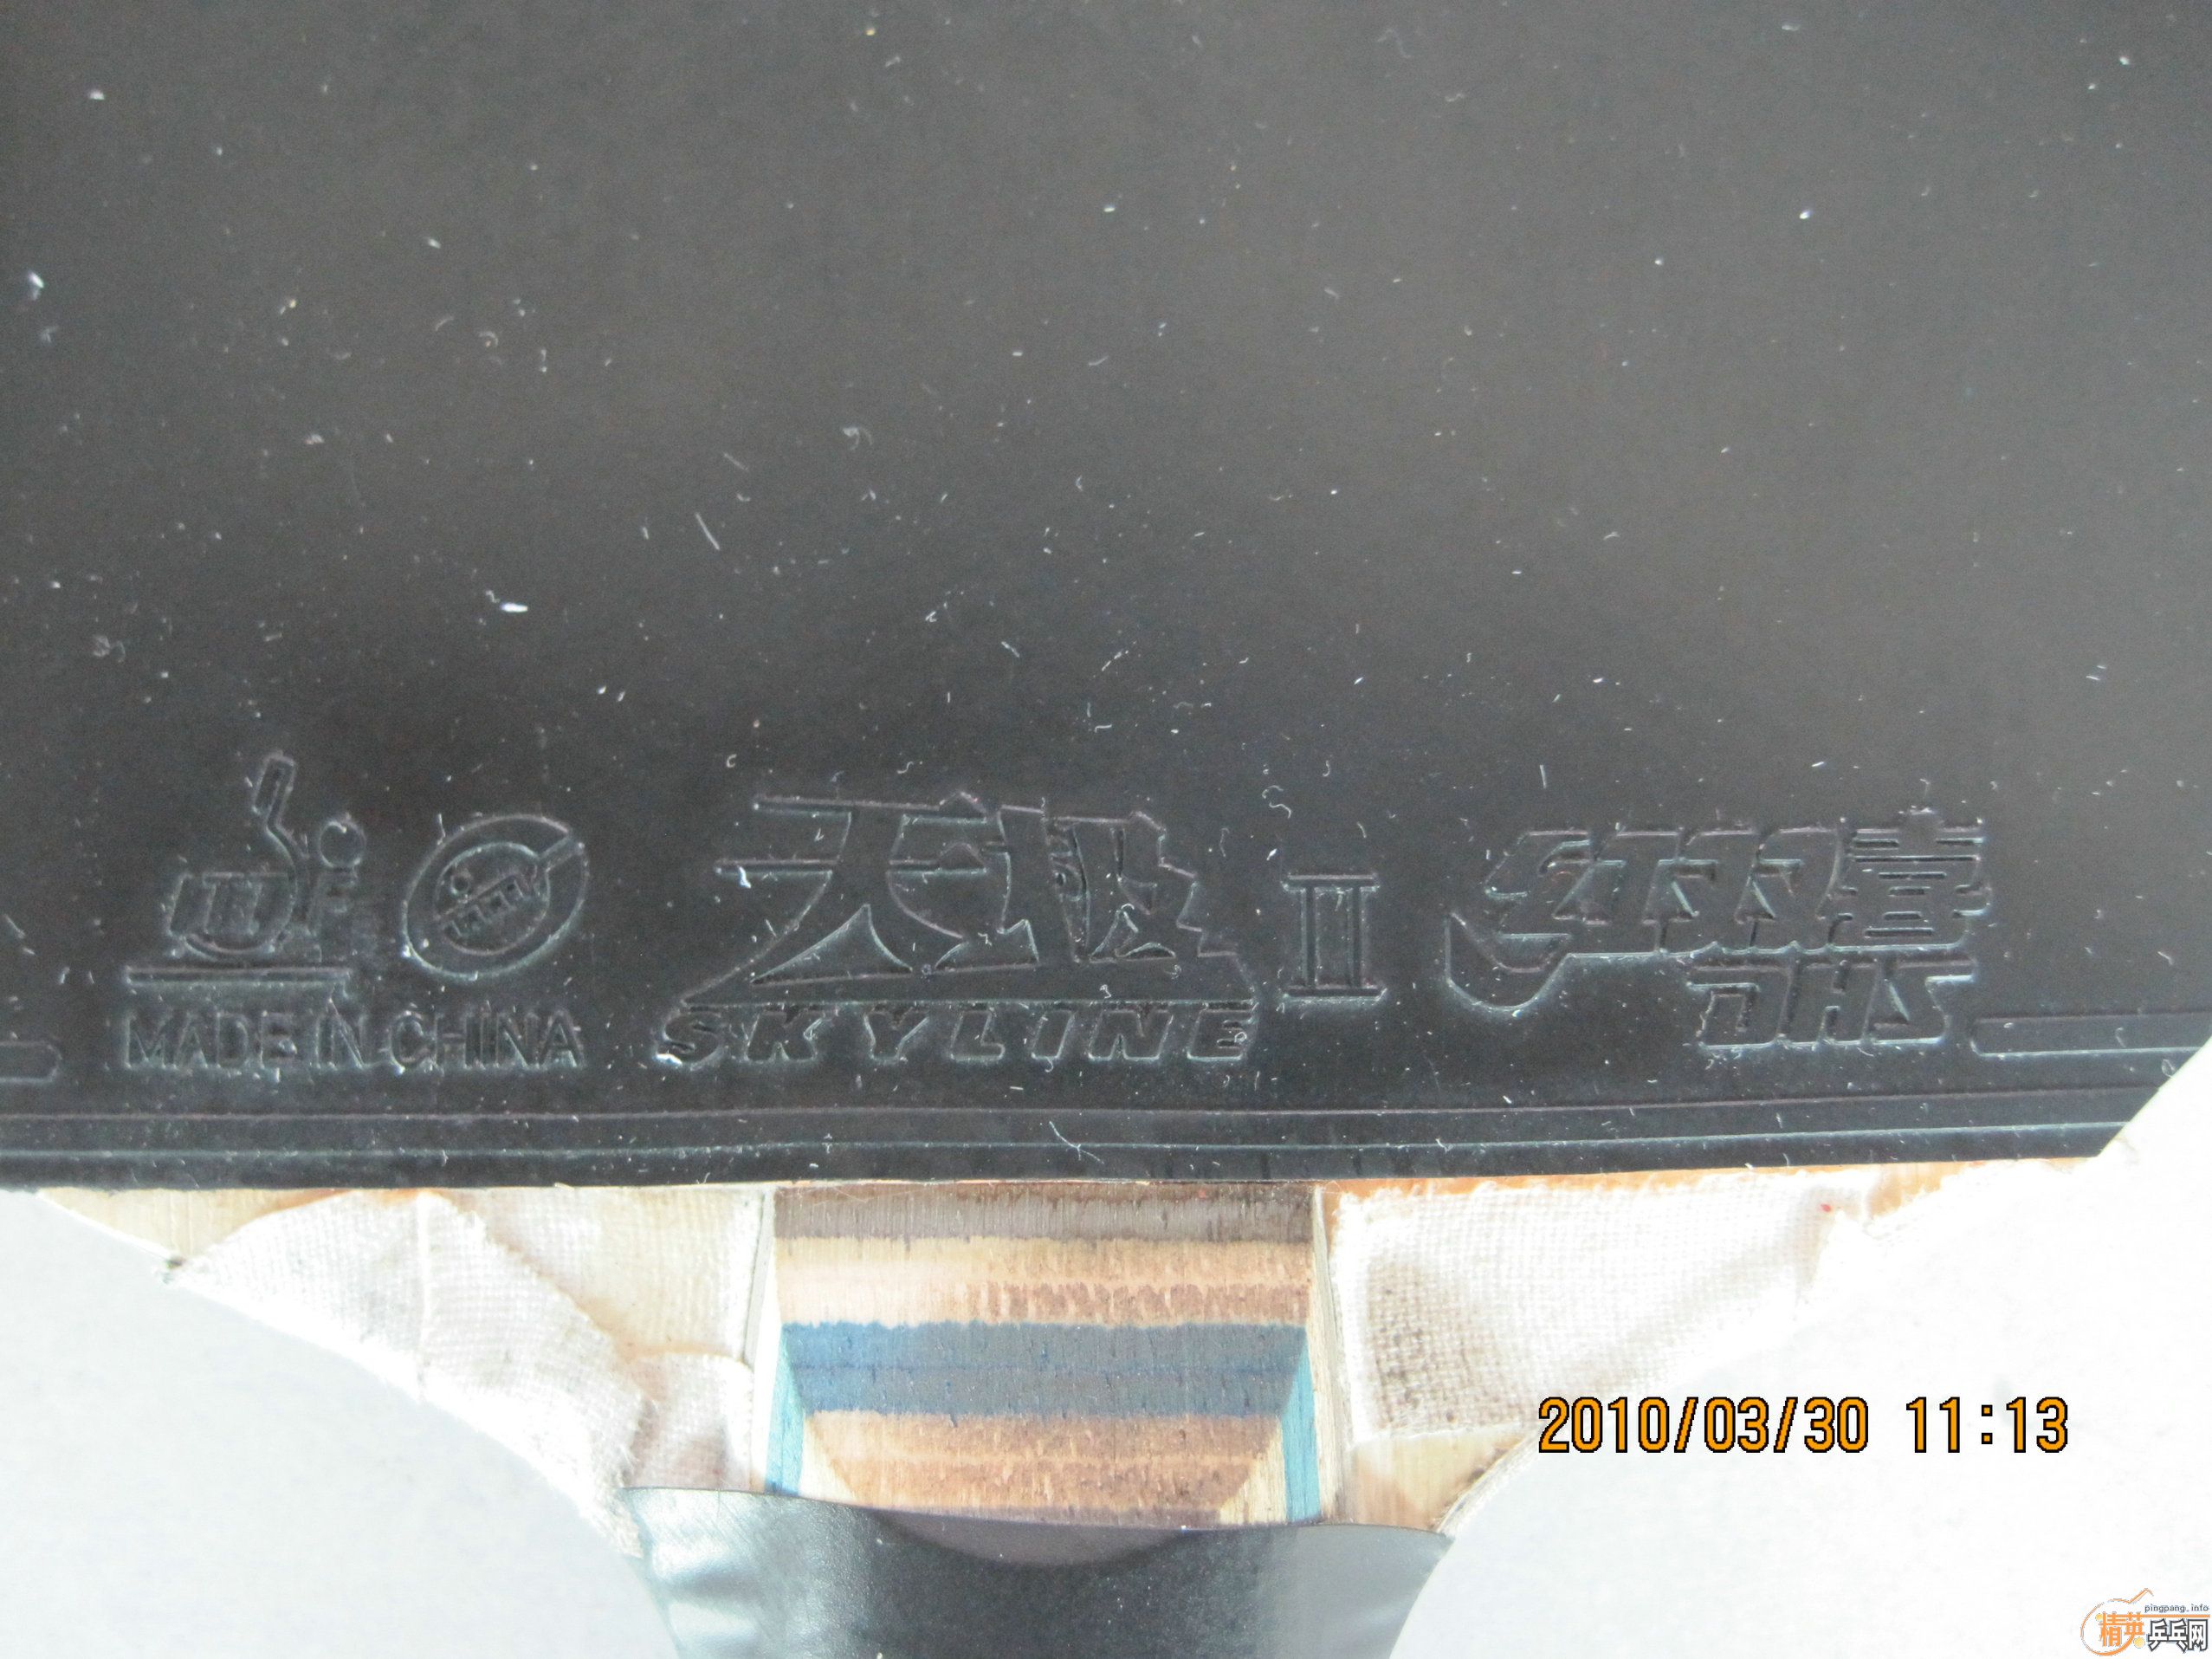 ITTF
天极 II 红双喜
MADE IN CHINA SKYLINE DHS
2010/03/30 11:13
pingpang.info
精英乒乓网